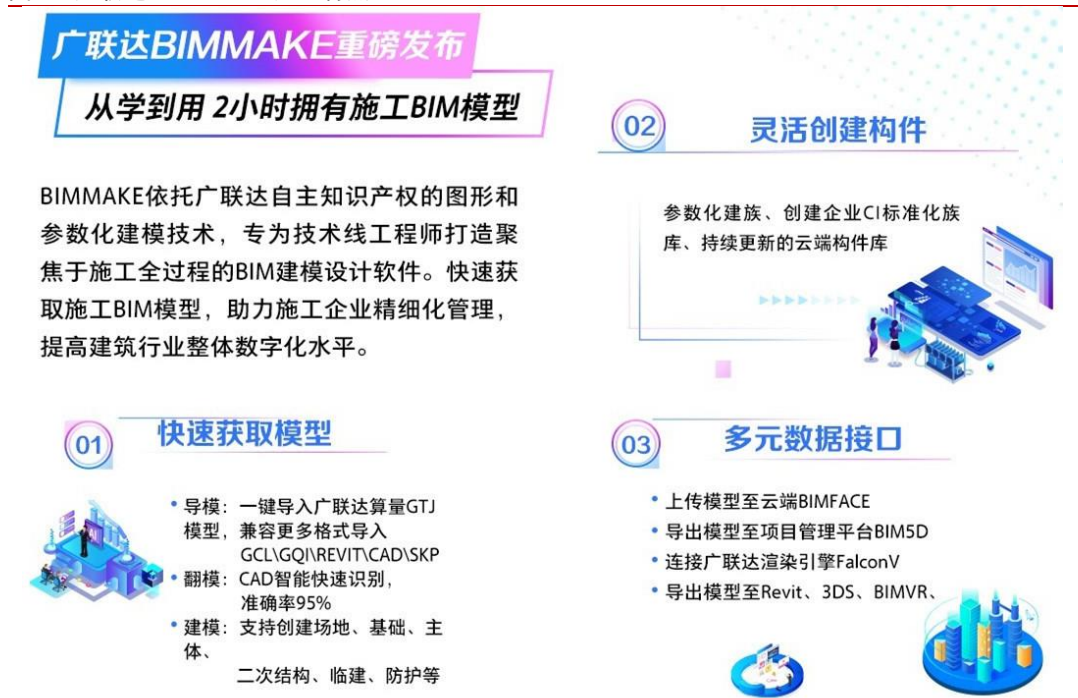 广联达BIMMAKE重磅发布
从学到用 2小时拥有施工BIM模型
BIMMAKE依托广联达自主知识产权的图形和
参数化建模技术，专为技术线工程师打造聚
焦于施工全过程的BIM建模设计软件。快速获
取施工BIM模型，助力施工企业精细化管理，
提高建筑行业整体数字化水平。
01 快速获取模型
• 导模：一键导入广联达算量GTJ
模型，兼容更多格式导入
GCL\GQI\REVIT\CAD\SKP
• 翻模：CAD智能快速识别，
准确率95%
• 建模：支持创建场地、基础、主
体、
二次结构、临建、防护等
02 灵活创建构件
参数化建族、创建企业CI标准化族
库、持续更新的云端构件库
03 多元数据接口
• 上传模型至云端BIMFACE
• 导出模型至项目管理平台BIM5D
• 连接广联达渲染引擎FalconV
• 导出模型至Revit、3DS、BIMVR、